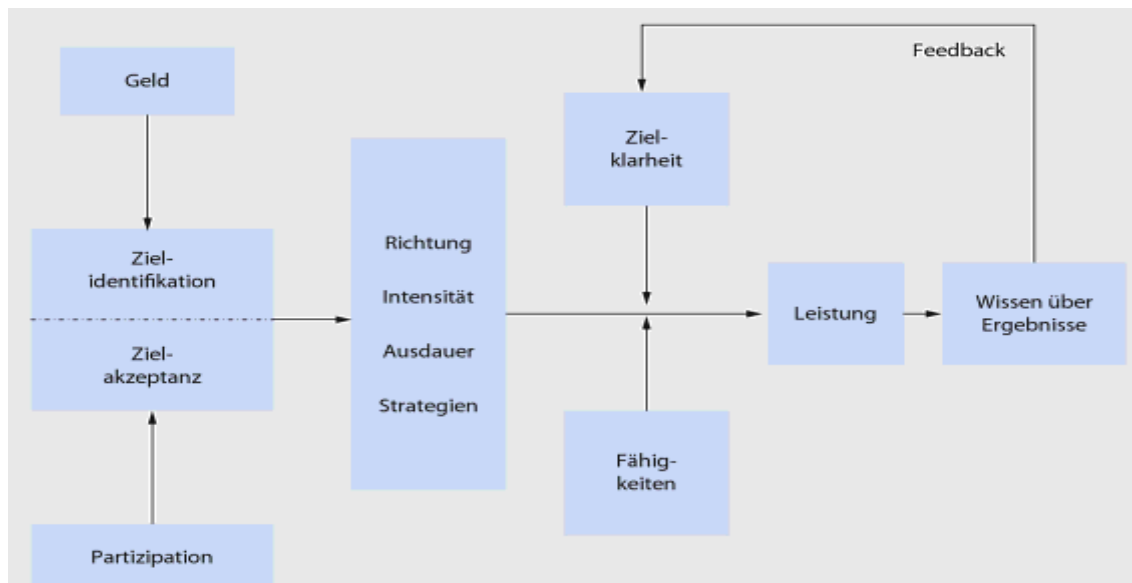 Geld
Feedback
Ziel-
klarheit
Ziel-
identifikation
Ziel-
akzeptanz
Richtung
Intensität
Ausdauer
Strategien
Leistung
Wissen über
Ergebnisse
Fähig-
keiten
Partizipation